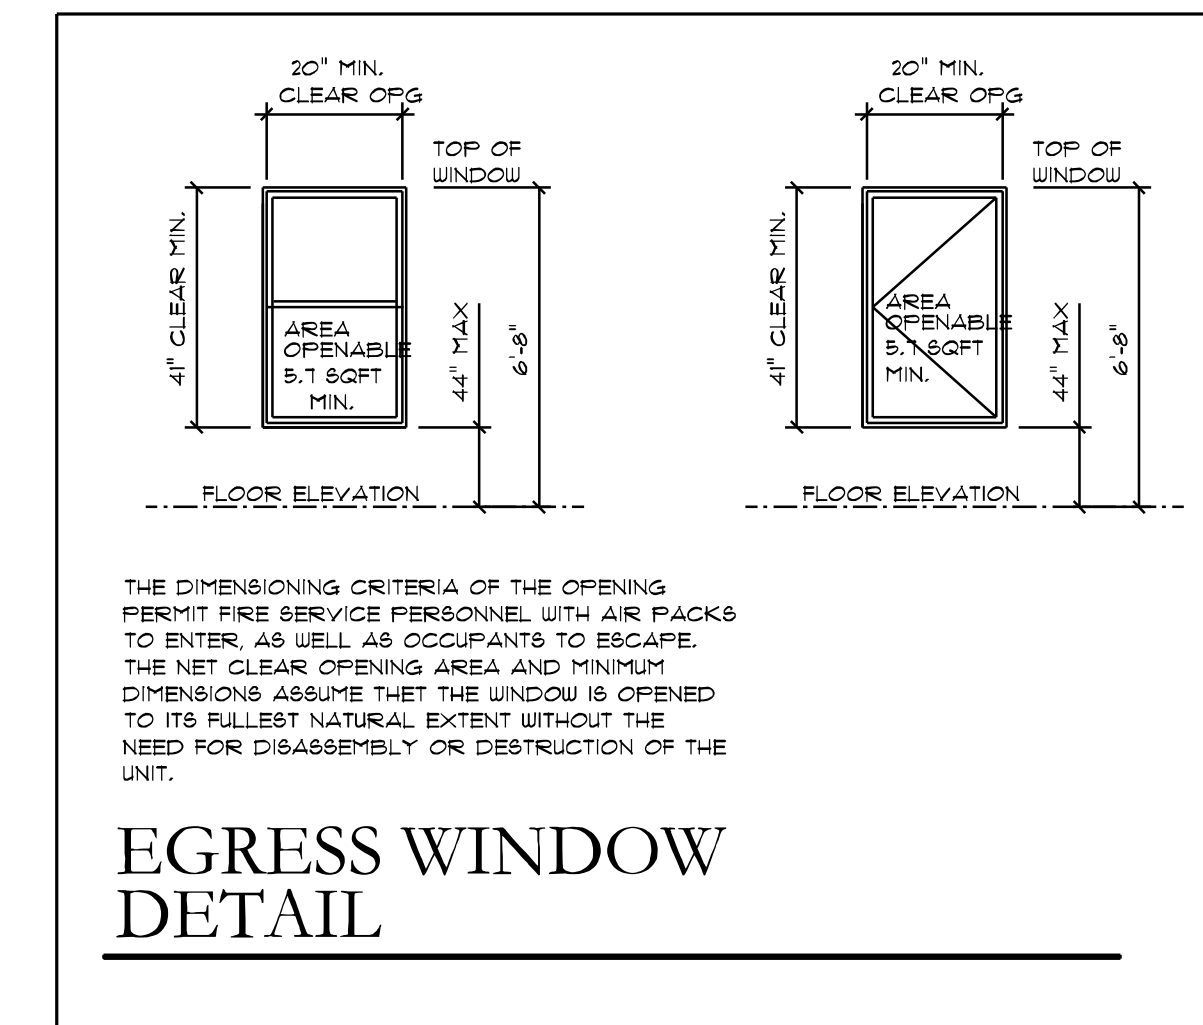 20" MIN.
CLEAR OPG
TOP OF
WINDOW
41" CLEAR MIN.
AREA
OPENABLE
5.7 SQFT
MIN.
44" MAX
6'-8"
FLOOR ELEVATION
20" MIN.
CLEAR OPG
TOP OF
WINDOW
41" CLEAR MIN.
AREA
OPENABLE
5.7 SQFT
MIN.
44" MAX
6'-8"
FLOOR ELEVATION
THE DIMENSIONING CRITERIA OF THE OPENING
PERMIT FIRE SERVICE PERSONNEL WITH AIR PACKS
TO ENTER, AS WELL AS OCCUPANTS TO ESCAPE.
THE NET CLEAR OPENING AREA AND MINIMUM
DIMENSIONS ASSUME THET THE WINDOW IS OPENED
TO ITS FULLEST NATURAL EXTENT WITHOUT THE
NEED FOR DISASSEMBLY OR DESTRUCTION OF THE
UNIT.
EGRESS WINDOW
DETAIL